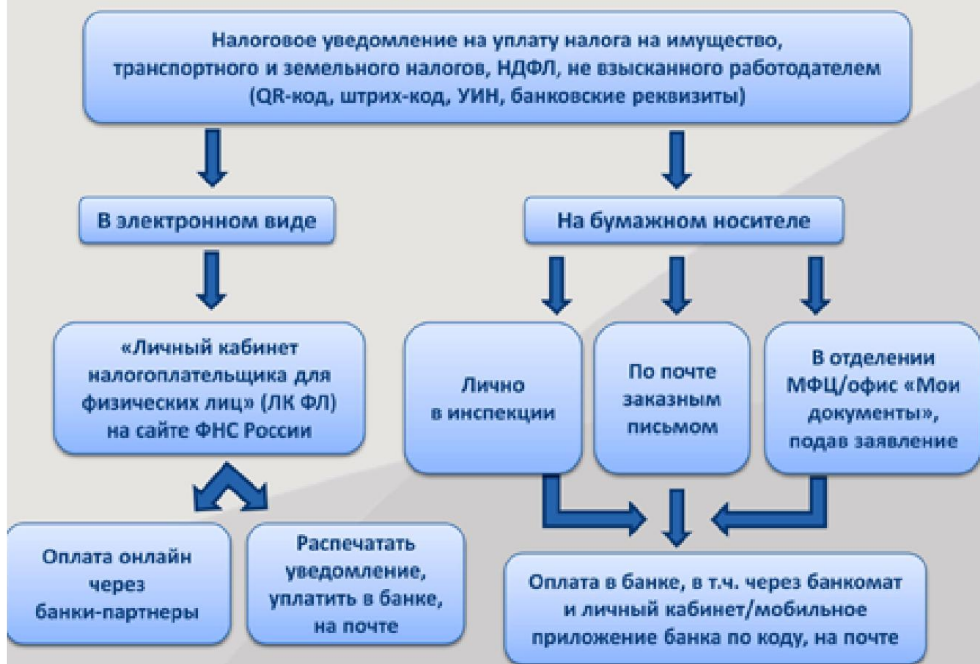 Налоговое уведомление на уплату налога на имущество,
транспортного и земельного налогов, НДФЛ, не взысканного работодателем
(QR-код, штрих-код, УИН, банковские реквизиты)
В электронном виде
На бумажном носителе
«Личный кабинет
налогоплательщика для
физических лиц» (ЛК ФЛ)
на сайте ФНС России
Лично
в инспекции
По почте
заказным
письмом
В отделении
МФЦ/офис «Мои
документы»,
подав заявление
Оплата онлайн
через
банки-партнеры
Распечатать
уведомление,
уплатить в банке,
на почте
Оплата в банке, в т.ч. через банкомат
и личный кабинет/мобильное
приложение банка по коду, на почте